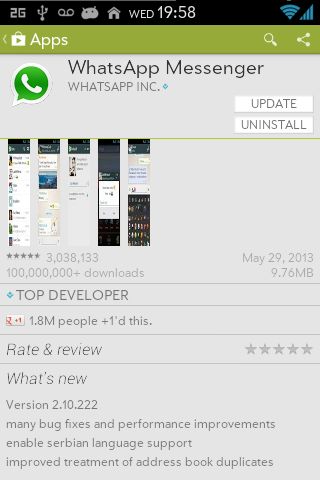 2G WED 19:58
Apps
WhatsApp Messenger
WHATSAPP INC.
UPDATE
UNINSTALL
3,038,133 May 29, 2013
100,000,000+ downloads 9.76MB
TOP DEVELOPER
+1 1.8M people +1'd this.
Rate & review
What's new
Version 2.10.222
many bug fixes and performance improvements
enable serbian language support
improved treatment of address book duplicates